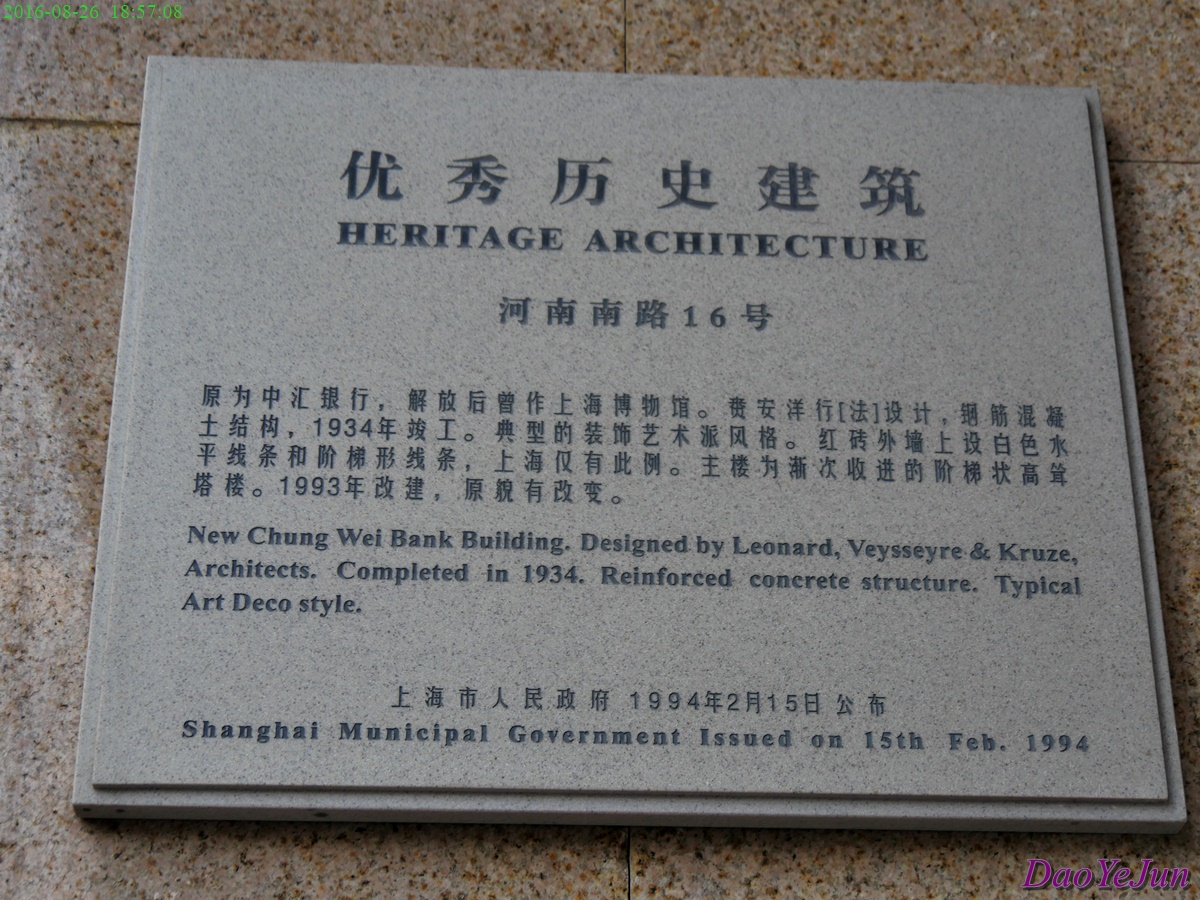 2016-08-26 18:57:08
优秀历史建筑
HERITAGE ARCHITECTURE
河南南路16号
原为中汇银行，解放后曾作上海博物馆。赉安洋行[法]设计，钢筋混凝
土结构，1934年竣工。典型的装饰艺术派风格。红砖外墙上设白色水
平线条和阶梯形线条，上海仅有此例。主楼为渐次收进的阶梯状高耸
塔楼。1993年改建，原貌有改变。
New Chung Wei Bank Building. Designed by Leonard, Veysseyre & Kruze,
Architects. Completed in 1934. Reinforced concrete structure. Typical
Art Deco style.
上海市人民政府 1994年2月15日公布
Shanghai Municipal Government Issued on 15th Feb. 1994
DaoYeJun